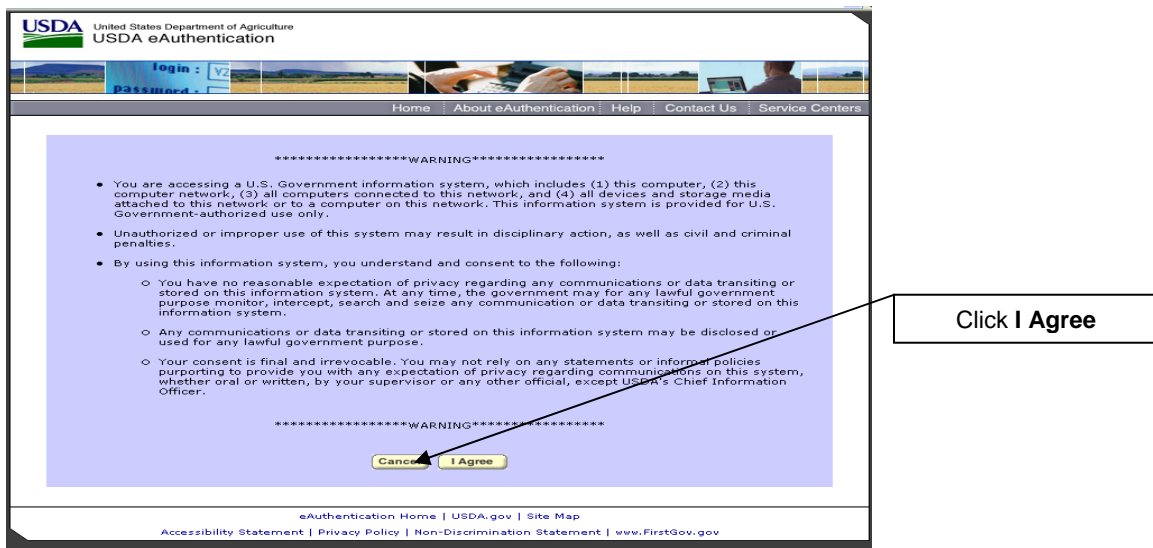 USDA
United States Department of Agriculture
USDA eAuthentication
login :
password :
Home About eAuthentication Help Contact Us Service Centers
******************WARNING******************
• You are accessing a U.S. Government information system, which includes (1) this computer, (2) this
computer network, (3) all computers connected to this network, and (4) all devices and storage media
attached to this network or to a computer on this network. This information system is provided for U.S.
Government-authorized use only.
• Unauthorized or improper use of this system may result in disciplinary action, as well as civil and criminal
penalties.
• By using this information system, you understand and consent to the following:
o You have no reasonable expectation of privacy regarding any communications or data transiting or
stored on this information system. At any time, the government may for any lawful government
purpose monitor, intercept, search and seize any communication or data transiting or stored on this
information system.
o Any communications or data transiting or stored on this information system may be disclosed or
used for any lawful government purpose.
o Your consent is final and irrevocable. You may not rely on any statements or informal policies
purporting to provide you with any expectation of privacy regarding communications on this system,
whether oral or written, by your supervisor or any other official, except USDA's Chief Information
Officer.
******************WARNING******************
Cancel I Agree
Click I Agree
eAuthentication Home | USDA.gov | Site Map
Accessibility Statement | Privacy Policy | Non-Discrimination Statement | www.FirstGov.gov